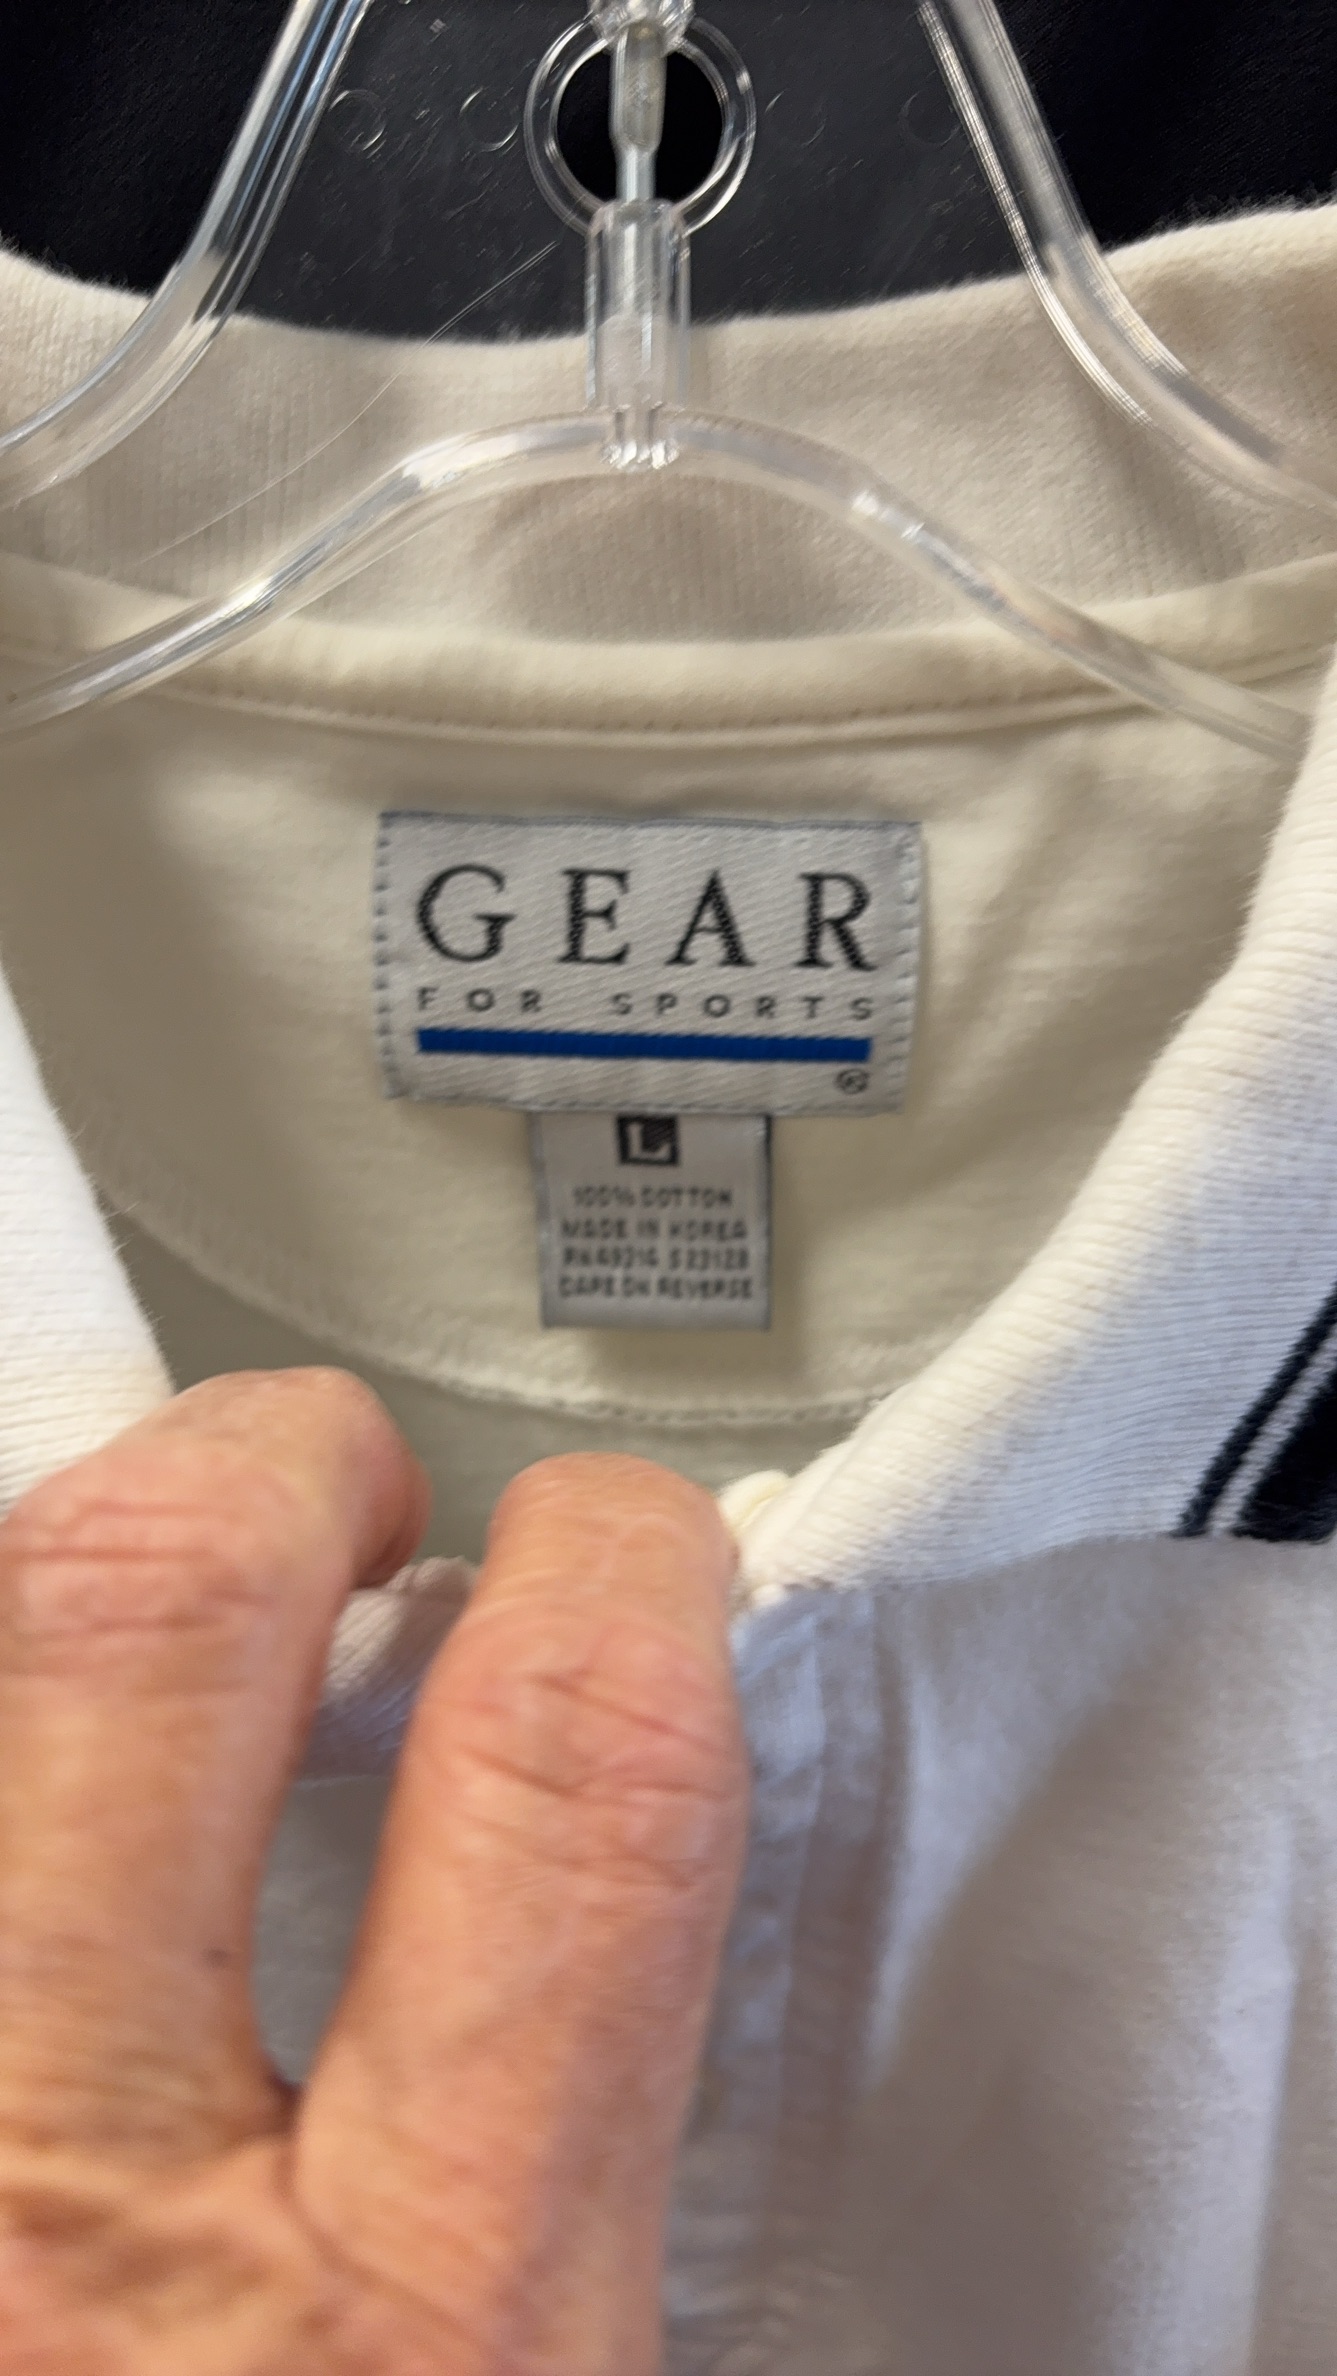 GEAR
FOR SPORTS
®
L
100% COTTON
MADE IN KOREA
CARE ON REVERSE